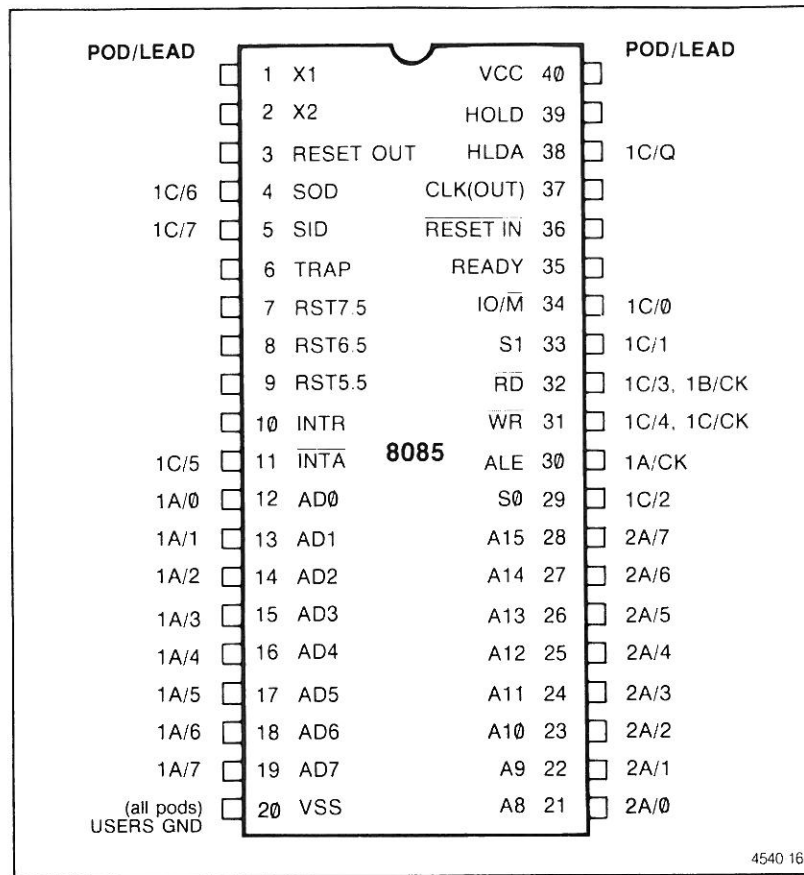 POD/LEAD POD/LEAD
1 X1 VCC 40
2 X2 HOLD 39
3 RESET OUT HLDA 38 1C/Q
1C/6 4 SOD CLK(OUT) 37
1C/7 5 SID RESET IN 36
6 TRAP READY 35
7 RST7.5 IO/M 34 1C/0
8 RST6.5 S1 33 1C/1
9 RST5.5 RD 32 1C/3, 1B/CK
10 INTR WR 31 1C/4, 1C/CK
8085
1C/5 11 INTA ALE 30 1A/CK
1A/0 12 AD0 S0 29 1C/2
1A/1 13 AD1 A15 28 2A/7
1A/2 14 AD2 A14 27 2A/6
1A/3 15 AD3 A13 26 2A/5
1A/4 16 AD4 A12 25 2A/4
1A/5 17 AD5 A11 24 2A/3
1A/6 18 AD6 A10 23 2A/2
1A/7 19 AD7 A9 22 2A/1
(all pods)
USERS GND 20 VSS A8 21 2A/0
4540 16